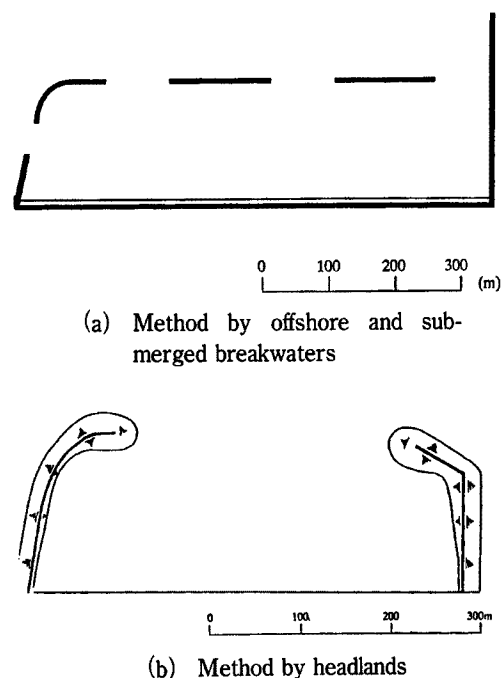 0 100 200 300
(m)
(a) Method by offshore and sub-
merged breakwaters
0 100 200 300m
(b) Method by headlands